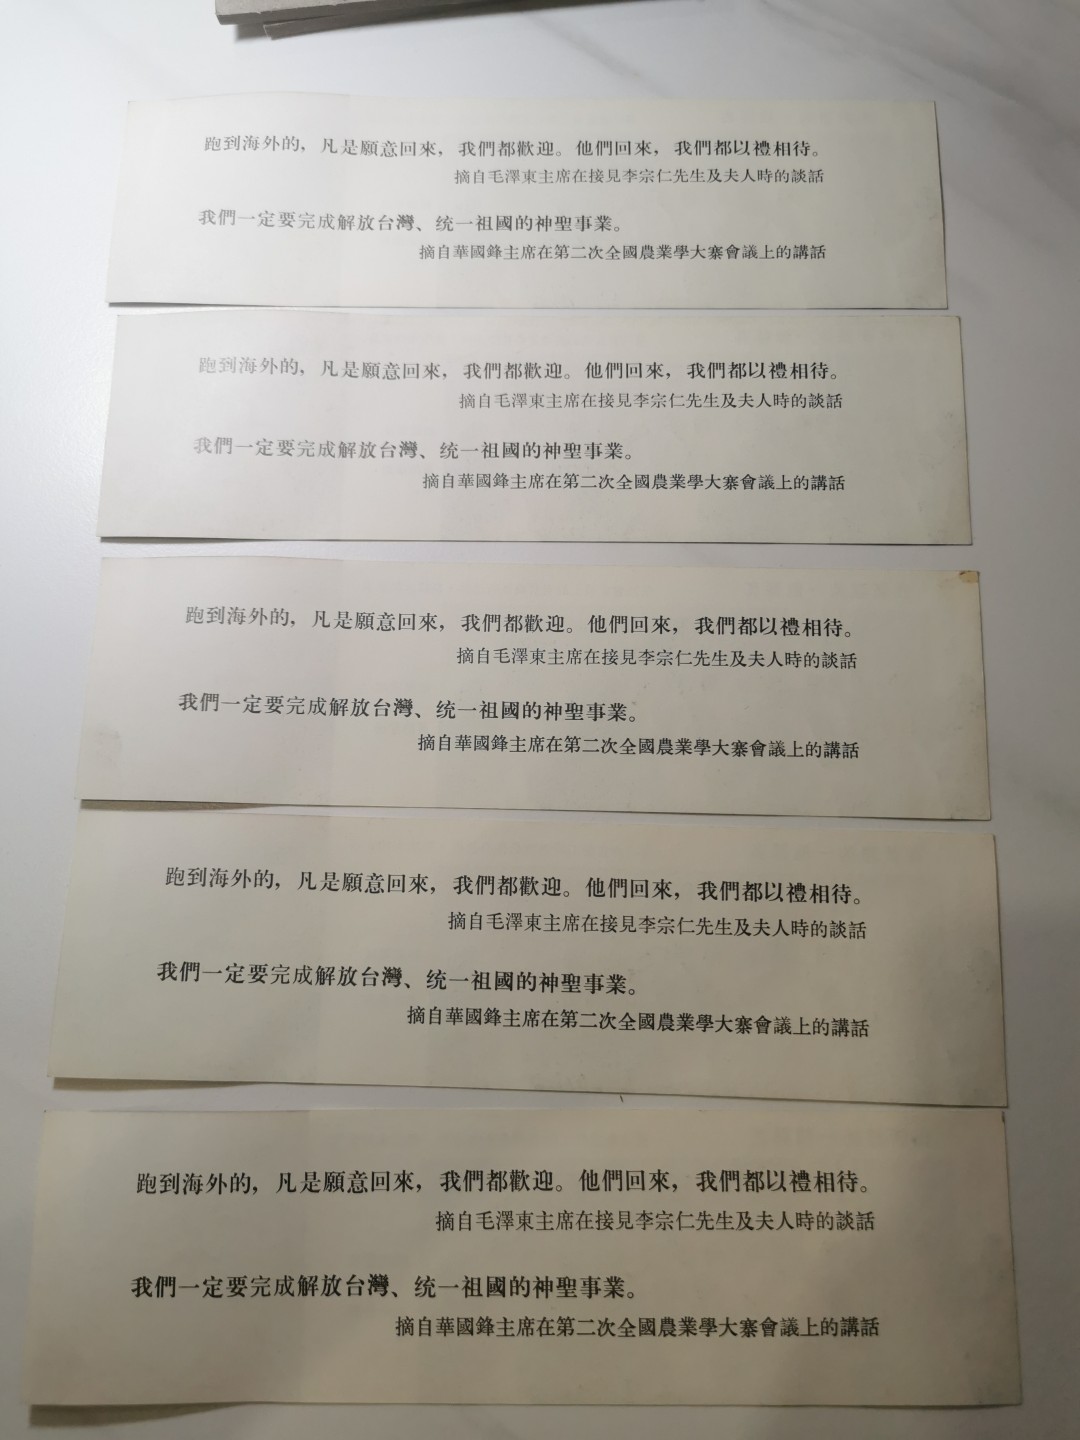 跑到海外的，凡是願意回來，我們都歡迎。他們回來，我們都以禮相待。
摘自毛澤東主席在接見李宗仁先生及夫人時的談話
我們一定要完成解放台灣、统一祖國的神聖事業。
摘自華國鋒主席在第二次全國農業學大寨會議上的講話
跑到海外的，凡是願意回來，我們都歡迎。他們回來，我們都以禮相待。
摘自毛澤東主席在接見李宗仁先生及夫人時的談話
我們一定要完成解放台灣、统一祖國的神聖事業。
摘自華國鋒主席在第二次全國農業學大寨會議上的講話
跑到海外的，凡是願意回來，我們都歡迎。他們回來，我們都以禮相待。
摘自毛澤東主席在接見李宗仁先生及夫人時的談話
我們一定要完成解放台灣、统一祖國的神聖事業。
摘自華國鋒主席在第二次全國農業學大寨會議上的講話
跑到海外的，凡是願意回來，我們都歡迎。他們回來，我們都以禮相待。
摘自毛澤東主席在接見李宗仁先生及夫人時的談話
我們一定要完成解放台灣、统一祖國的神聖事業。
摘自華國鋒主席在第二次全國農業學大寨會議上的講話
跑到海外的，凡是願意回來，我們都歡迎。他們回來，我們都以禮相待。
摘自毛澤東主席在接見李宗仁先生及夫人時的談話
我們一定要完成解放台灣、统一祖國的神聖事業。
摘自華國鋒主席在第二次全國農業學大寨會議上的講話